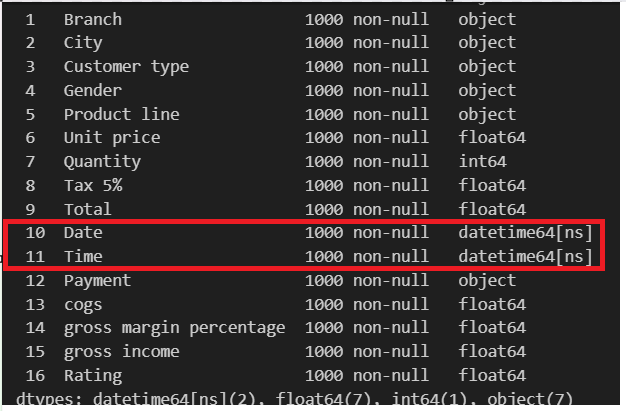 1 Branch 1000 non-null object
2 City 1000 non-null object
3 Customer type 1000 non-null object
4 Gender 1000 non-null object
5 Product line 1000 non-null object
6 Unit price 1000 non-null float64
7 Quantity 1000 non-null int64
8 Tax 5% 1000 non-null float64
9 Total 1000 non-null float64
10 Date 1000 non-null datetime64[ns]
11 Time 1000 non-null datetime64[ns]
12 Payment 1000 non-null object
13 cogs 1000 non-null float64
14 gross margin percentage 1000 non-null float64
15 gross income 1000 non-null float64
16 Rating 1000 non-null float64
dtypes: datetime64[ns](2), float64(7), int64(1), object(7)